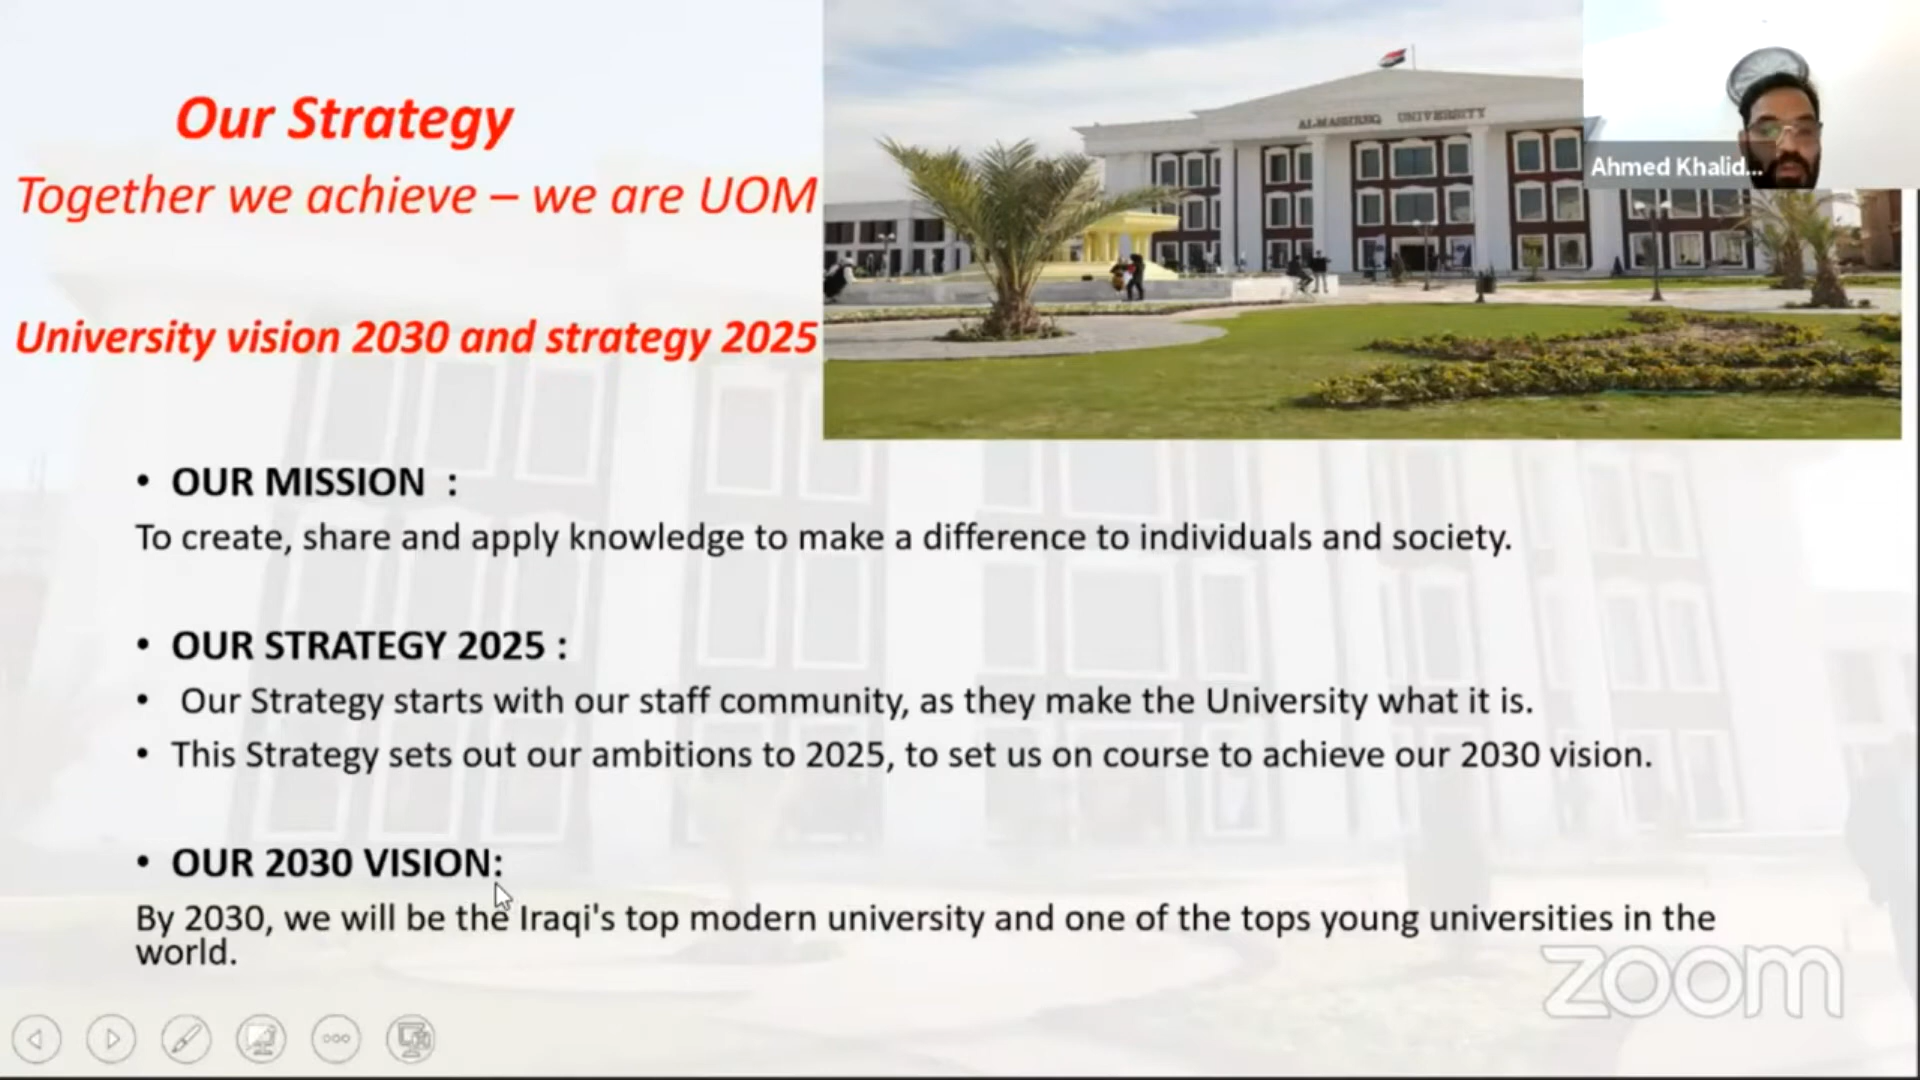 Our Strategy
Together we achieve – we are UOM
University vision 2030 and strategy 2025
ALMASHREQ UNIVERSITY
Ahmed Khalid...
• OUR MISSION :
To create, share and apply knowledge to make a difference to individuals and society.
• OUR STRATEGY 2025 :
• Our Strategy starts with our staff community, as they make the University what it is.
• This Strategy sets out our ambitions to 2025, to set us on course to achieve our 2030 vision.
• OUR 2030 VISION:
By 2030, we will be the Iraqi's top modern university and one of the tops young universities in the
world.
zoom